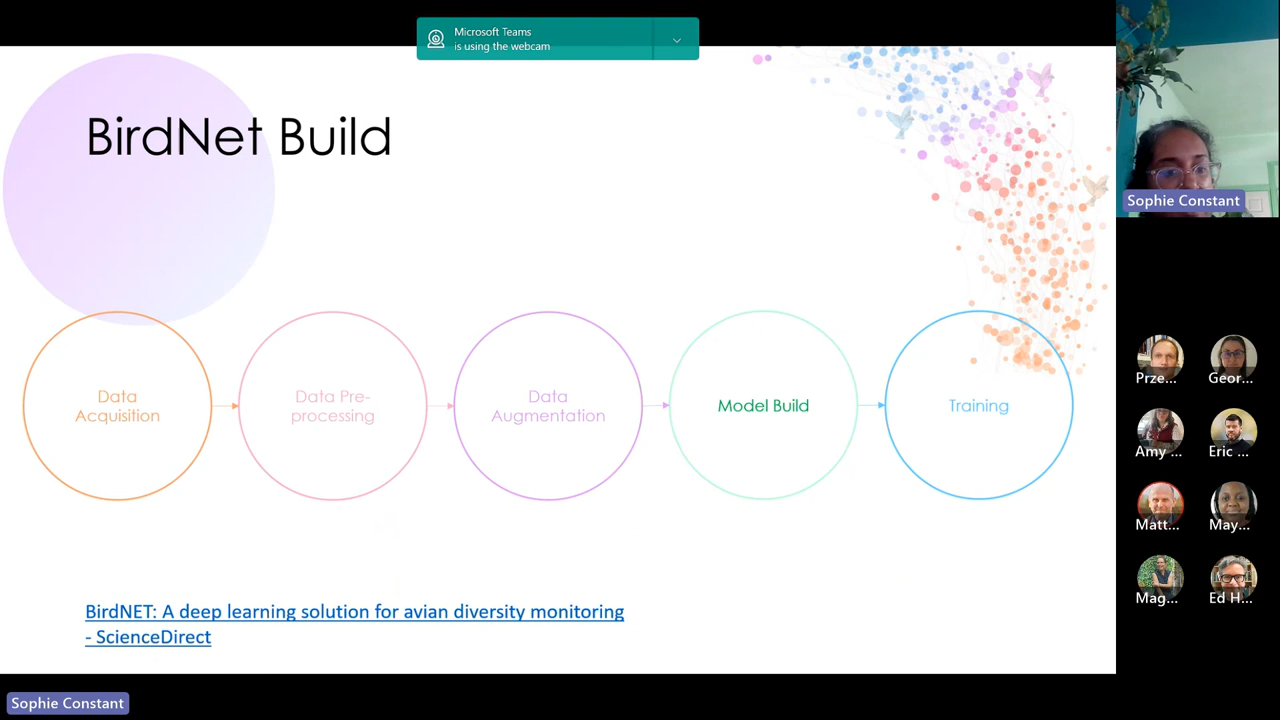 Microsoft Teams
is using the webcam
BirdNet Build
Sophie Constant
Data
Acquisition
Data Pre-
processing
Data
Augmentation
Model Build
Training
Prze...
Geor...
Amy ...
Eric ...
Matt...
May...
Mag...
Ed H...
BirdNET: A deep learning solution for avian diversity monitoring
- ScienceDirect
Sophie Constant